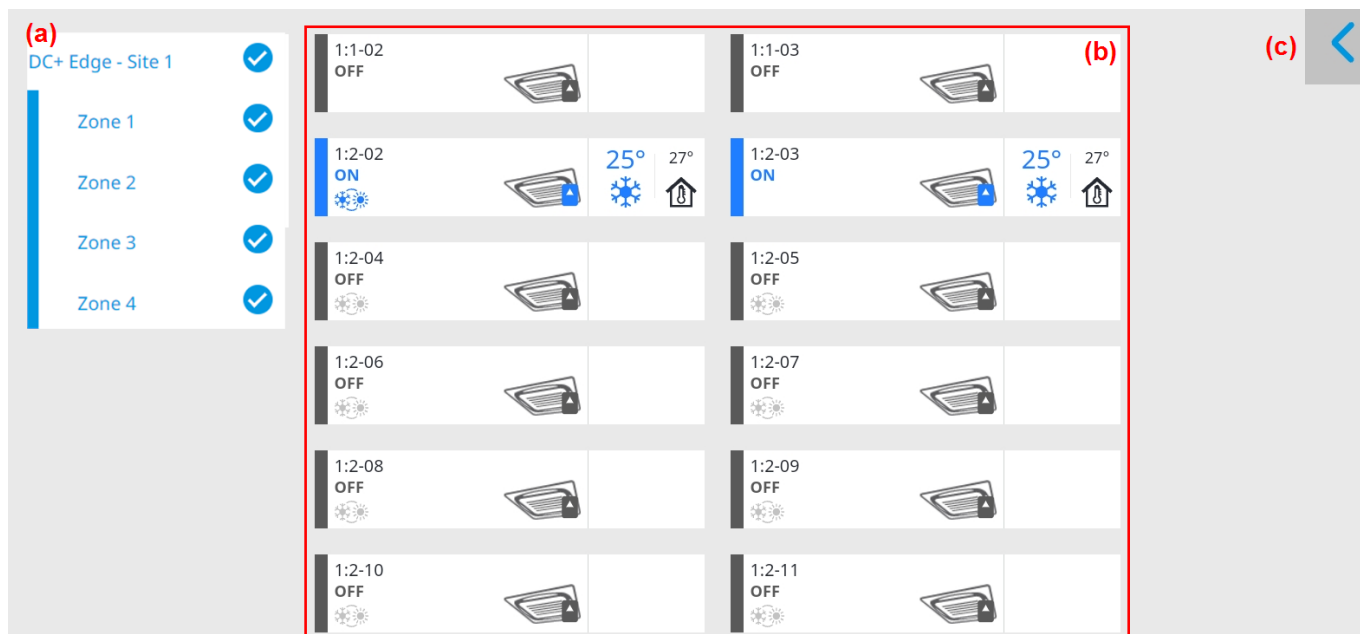 (a)
DC+ Edge - Site 1
Zone 1
Zone 2
Zone 3
Zone 4
(b)
1:1-02
OFF
1:1-03
OFF
1:2-02
ON
25° 27°
1:2-03
ON
25° 27°
1:2-04
OFF
1:2-05
OFF
1:2-06
OFF
1:2-07
OFF
1:2-08
OFF
1:2-09
OFF
1:2-10
OFF
1:2-11
OFF
(c)